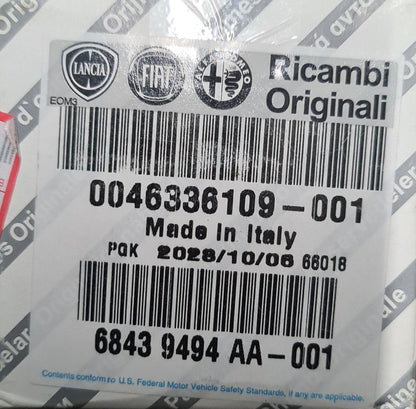 LANCIA
FIAT
ALFA ROMEO
Ricambi
Originali
EOM3
0046336109-001
Made In Italy
PQK 2028/10/06 66018
6843 9494 AA-001
Contents conform to U.S. Federal Motor Vehicle Safety Standards, if any are applicable.